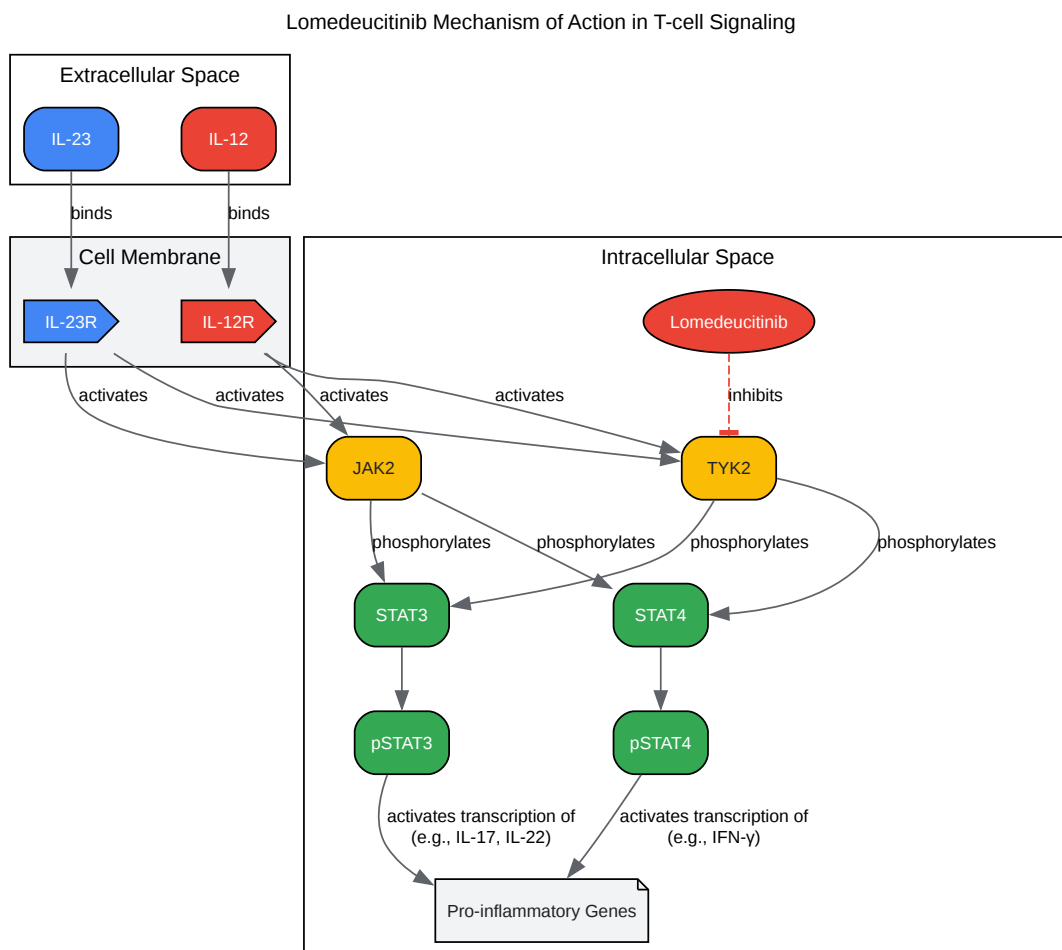 Lomedeucitinib Mechanism of Action in T-cell Signaling
Extracellular Space
IL-23
IL-12
binds
binds
Cell Membrane
Intracellular Space
IL-23R
IL-12R
Lomedeucitinib
activates
activates
activates
activates
inhibits
JAK2
TYK2
phosphorylates
phosphorylates
phosphorylates
phosphorylates
STAT3
STAT4
pSTAT3
pSTAT4
activates transcription of
(e.g., IL-17, IL-22)
activates transcription of
(e.g., IFN-γ)
Pro-inflammatory Genes